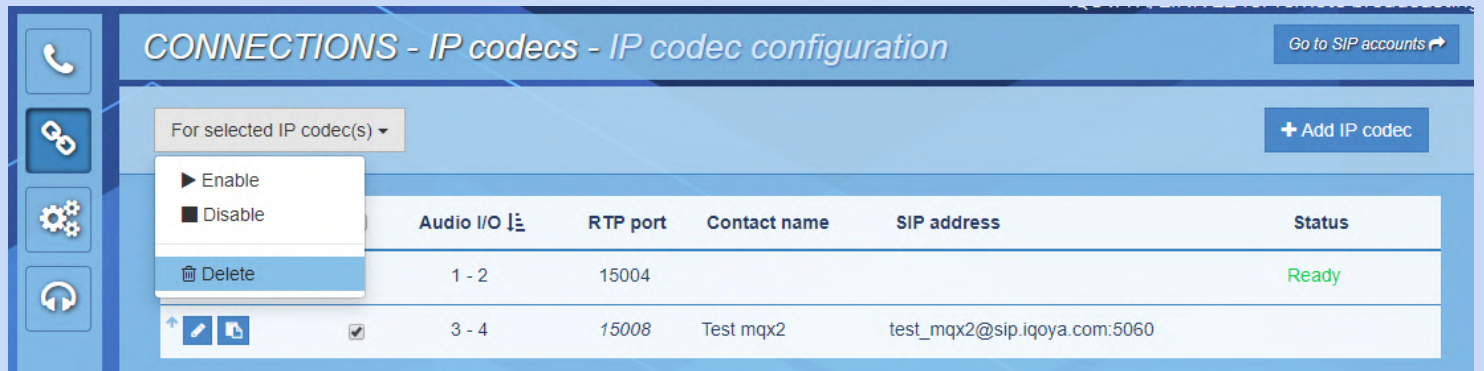 CONNECTIONS - IP codecs - IP codec configuration
Go to SIP accounts
For selected IP codec(s)
Add IP codec
Enable
Disable
Delete
Audio I/O RTP port Contact name SIP address Status
1 - 2 15004 Ready
3 - 4 15008 Test mqx2 test_mqx2@sip.iqoya.com:5060